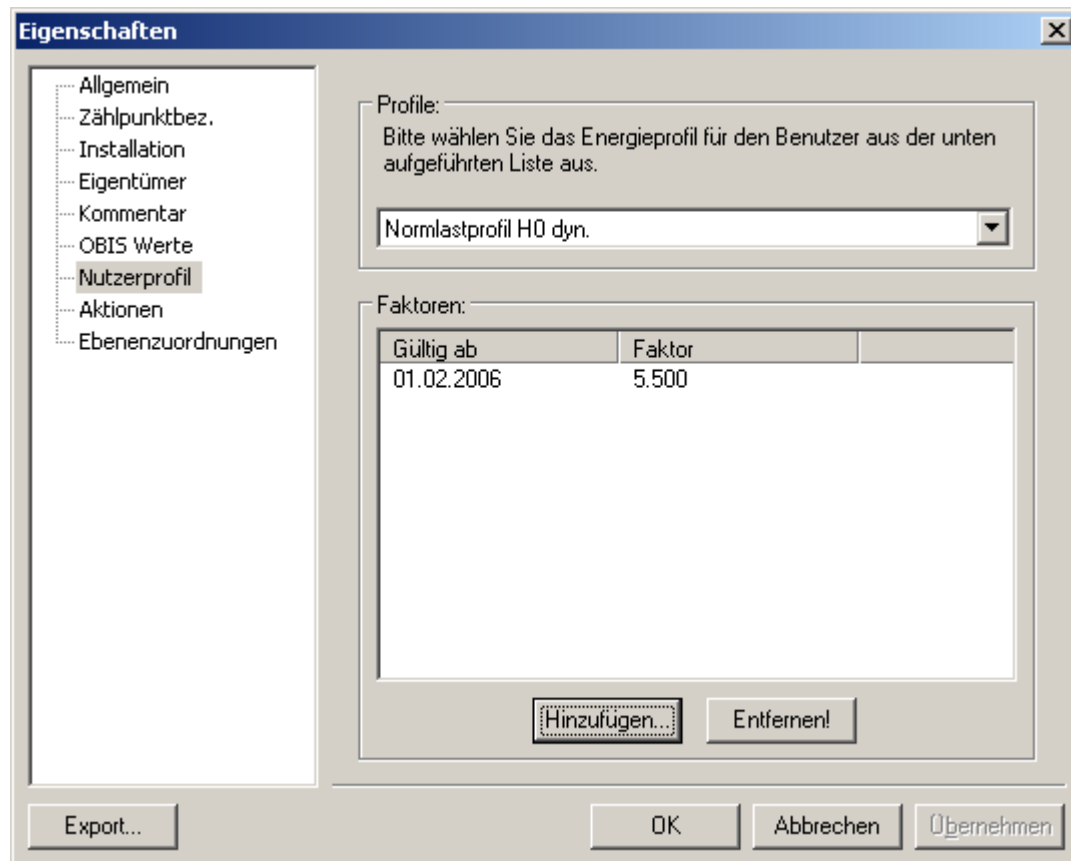 Eigenschaften
Allgemein
Zählpunktbez.
Installation
Eigentümer
Kommentar
OBIS Werte
Nutzerprofil
Aktionen
Ebenenzuordnungen
Profile:
Bitte wählen Sie das Energieprofil für den Benutzer aus der unten
aufgeführten Liste aus.
Normlastprofil H0 dyn.
Faktoren:
Gültig ab Faktor
01.02.2006 5.500
Hinzufügen... Entfernen!
Export... OK Abbrechen Übernehmen